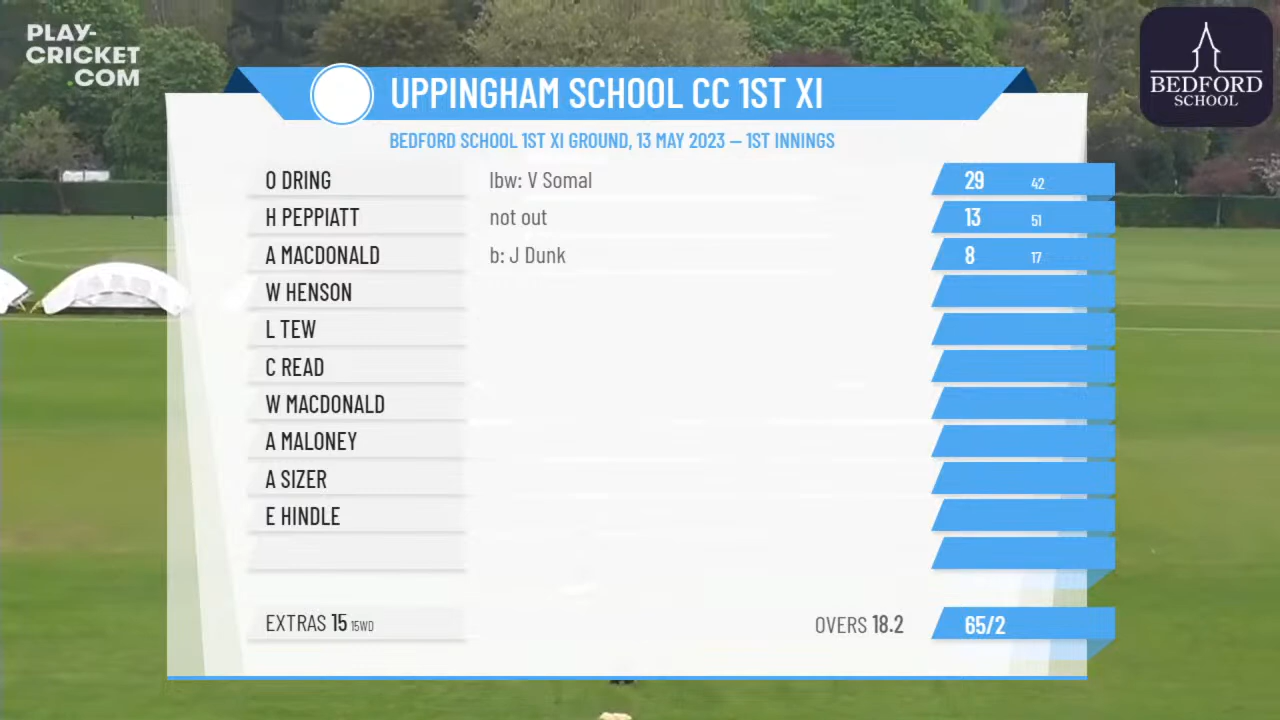 PLAY-
CRICKET
.COM
BEDFORD
SCHOOL
UPPINGHAM SCHOOL CC 1ST XI
BEDFORD SCHOOL 1ST XI GROUND, 13 MAY 2023 – 1ST INNINGS
O DRING lbw: V Somal 29 42
H PEPPIATT not out 13 51
A MACDONALD b: J Dunk 8 17
W HENSON
L TEW
C READ
W MACDONALD
A MALONEY
A SIZER
E HINDLE
EXTRAS 15 15WD OVERS 18.2 65/2